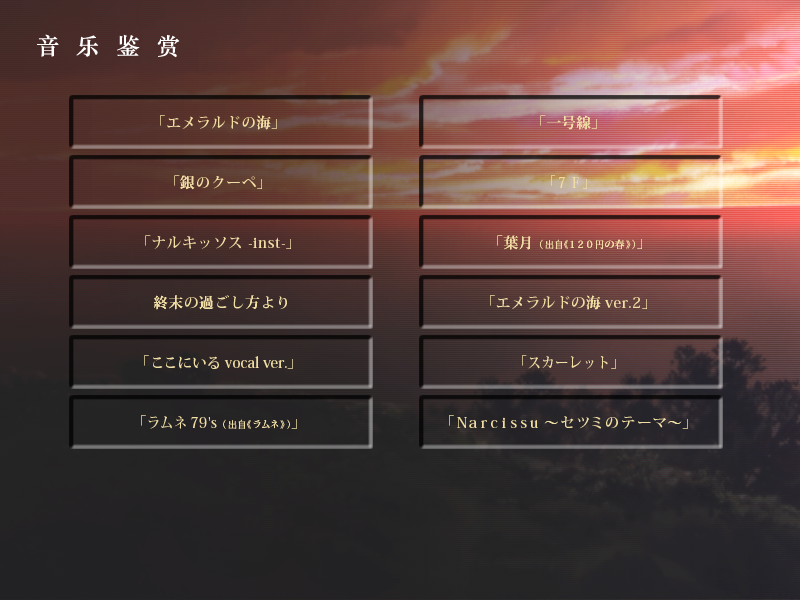 音乐鉴赏
「エメラルドの海」
「一号線」
「銀のクーペ」
「7F」
「ナルキッソス -inst-」
「葉月（出自《１２０円の春》）」
終末の過ごし方より
「エメラルドの海 ver.2」
「ここにいる vocal ver.」
「スカーレット」
「ラムネ 79's（出自《ラムネ》）」
「Narcissu ～セツミのテーマ～」